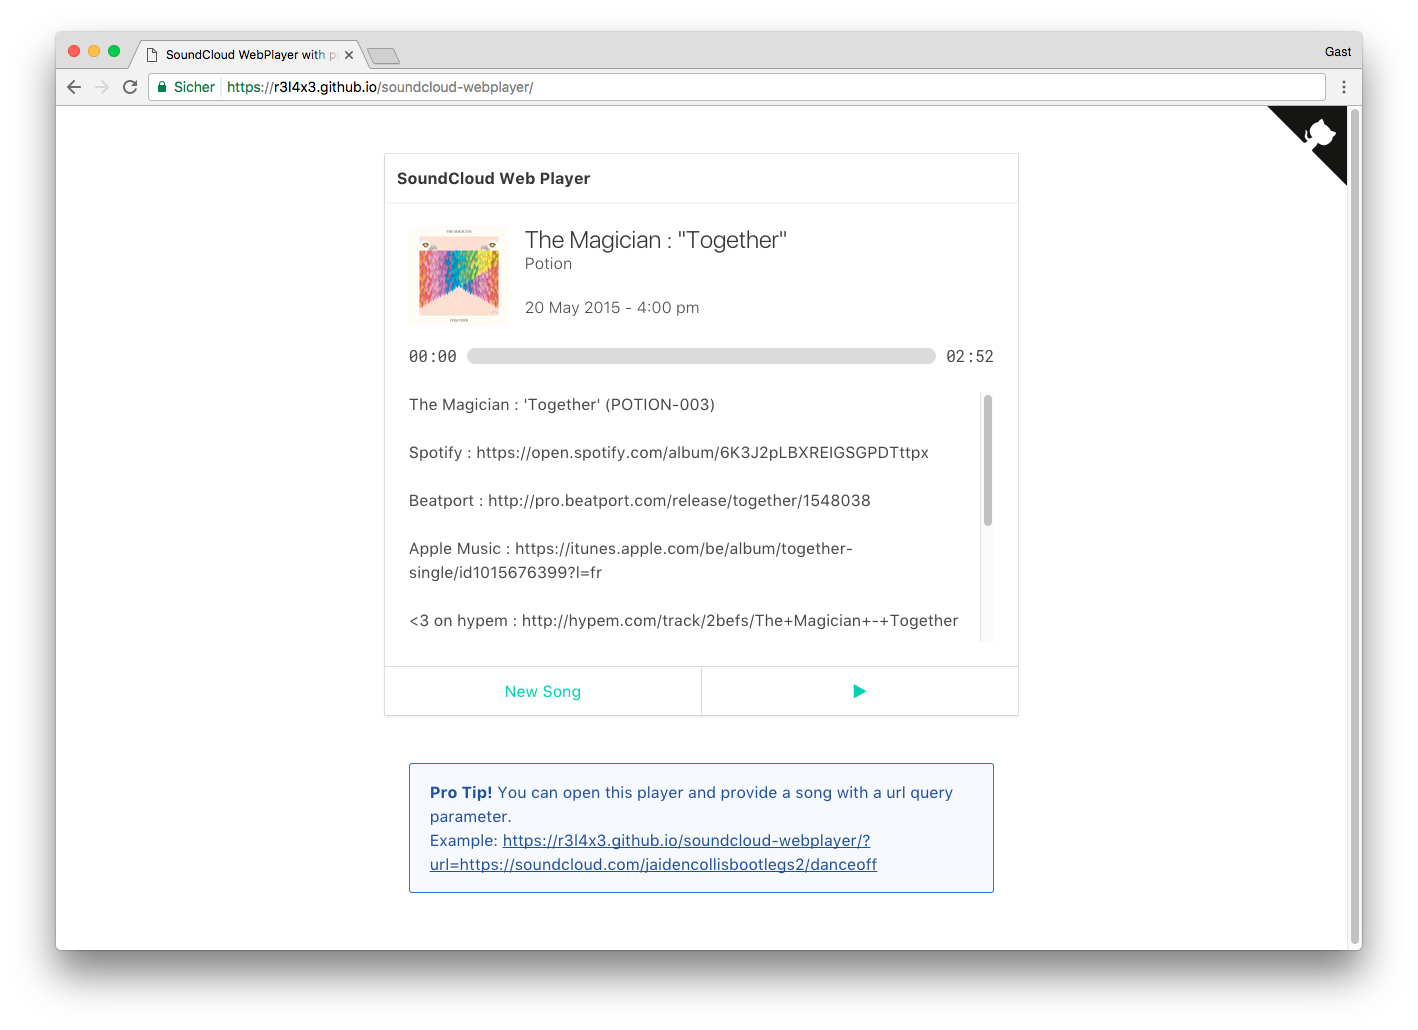 SoundCloud WebPlayer with p
Gast
Sicher
https://r3l4x3.github.io/soundcloud-webplayer/
SoundCloud Web Player
THE MAGICIAN
TOGETHER
The Magician : "Together"
Potion
20 May 2015 - 4:00 pm
00:00
02:52
The Magician : 'Together' (POTION-003)
Spotify : https://open.spotify.com/album/6K3J2pLBXREIGSGPDTttpx
Beatport : http://pro.beatport.com/release/together/1548038
Apple Music : https://itunes.apple.com/be/album/together-
single/id1015676399?l=fr
<3 on hypem : http://hypem.com/track/2befs/The+Magician+-+Together
New Song
Pro Tip! You can open this player and provide a song with a url query
parameter.
Example: https://r3l4x3.github.io/soundcloud-webplayer/?
url=https://soundcloud.com/jaidencollisbootlegs2/danceoff